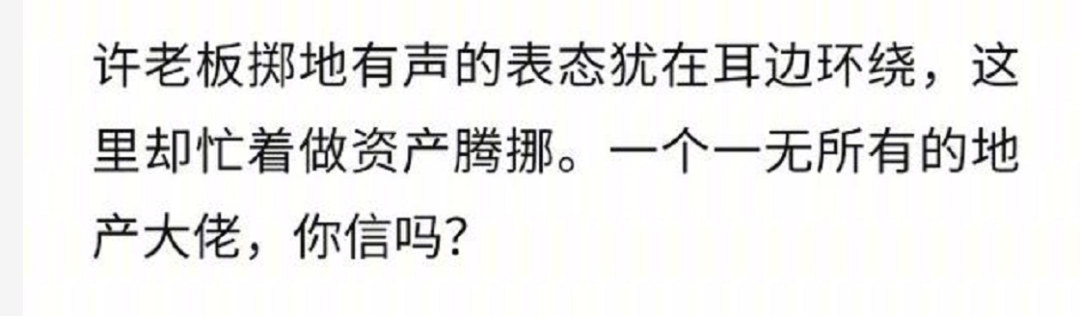 许老板掷地有声的表态犹在耳边环绕，这
里却忙着做资产腾挪。一个一无所有的地
产大佬，你信吗？